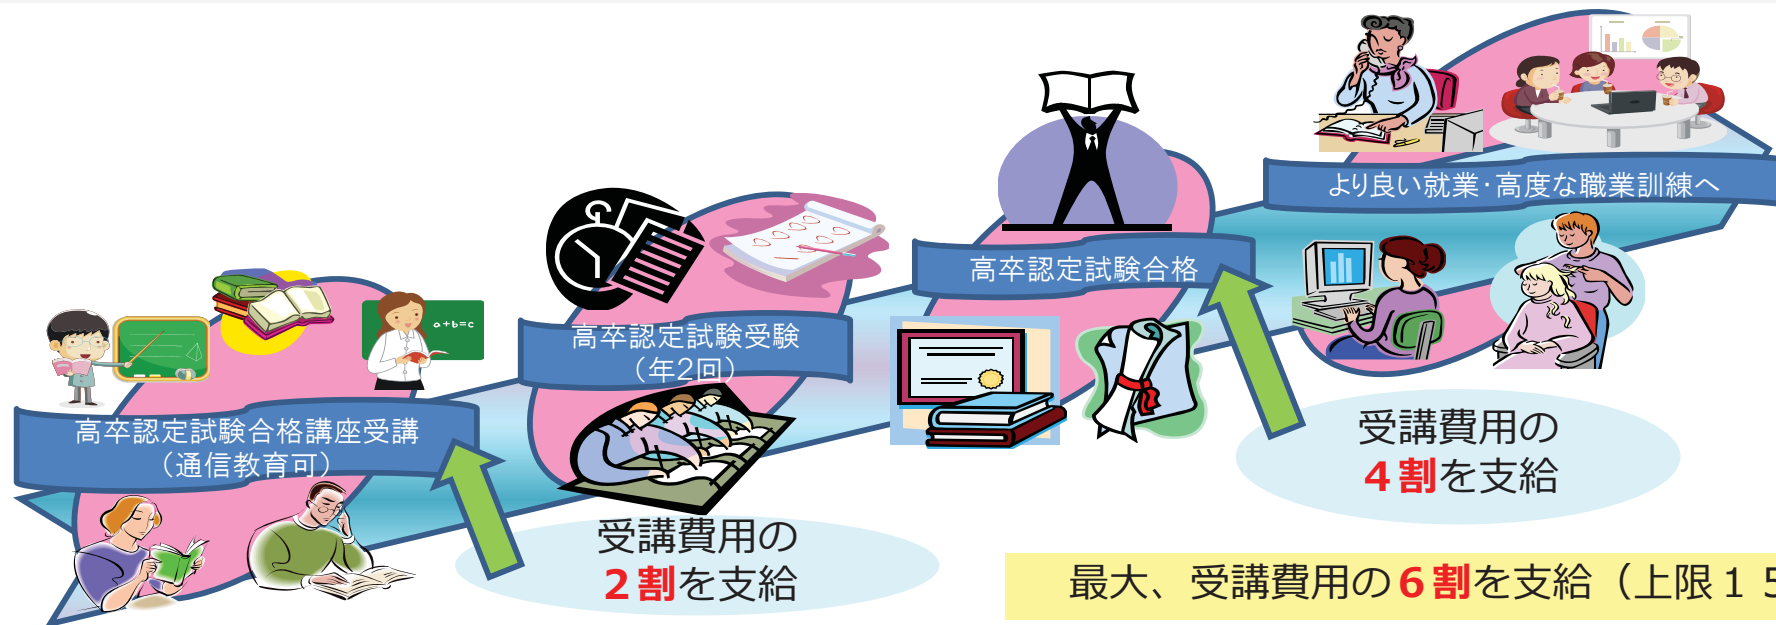 高卒認定試験合格講座受講
（通信教育可）
受講費用の
２割を支給
高卒認定試験受験
（年2回）
a+b=c
高卒認定試験合格
受講費用の
４割を支給
より良い就業・高度な職業訓練へ
最大、受講費用の６割を支給（上限１５